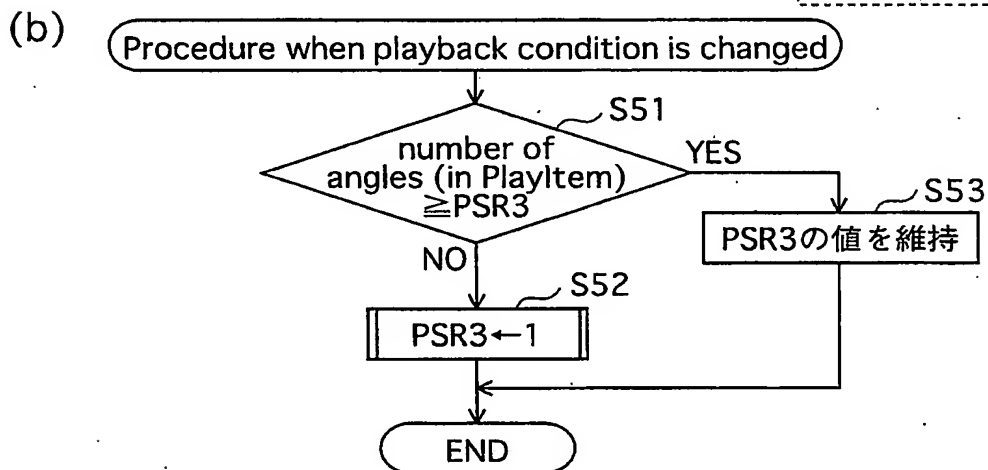 (b)
Procedure when playback condition is changed
S51
number of
angles (in PlayItem)
≧PSR3
YES
S53
PSR3の値を維持
NO
S52
PSR3←1
END